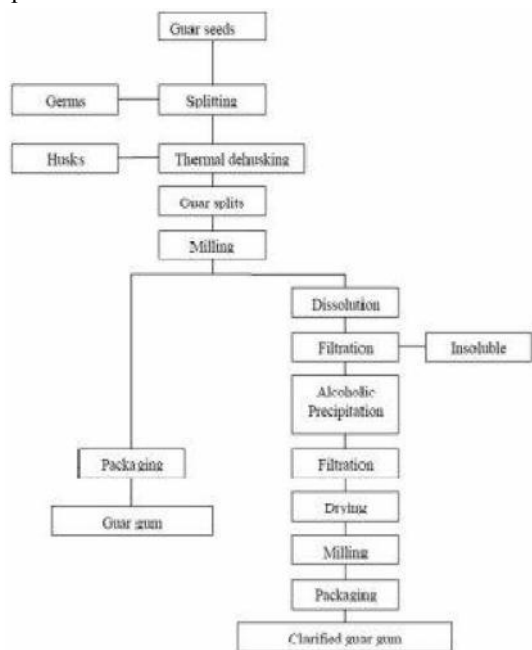 Guar seeds
Germs
Splitting
Husks
Thermal dehusking
Guar splits
Milling
Dissolution
Filtration
Insoluble
Alcoholic
Precipitation
Packaging
Filtration
Guar gum
Drying
Milling
Packaging
Clarified guar gum